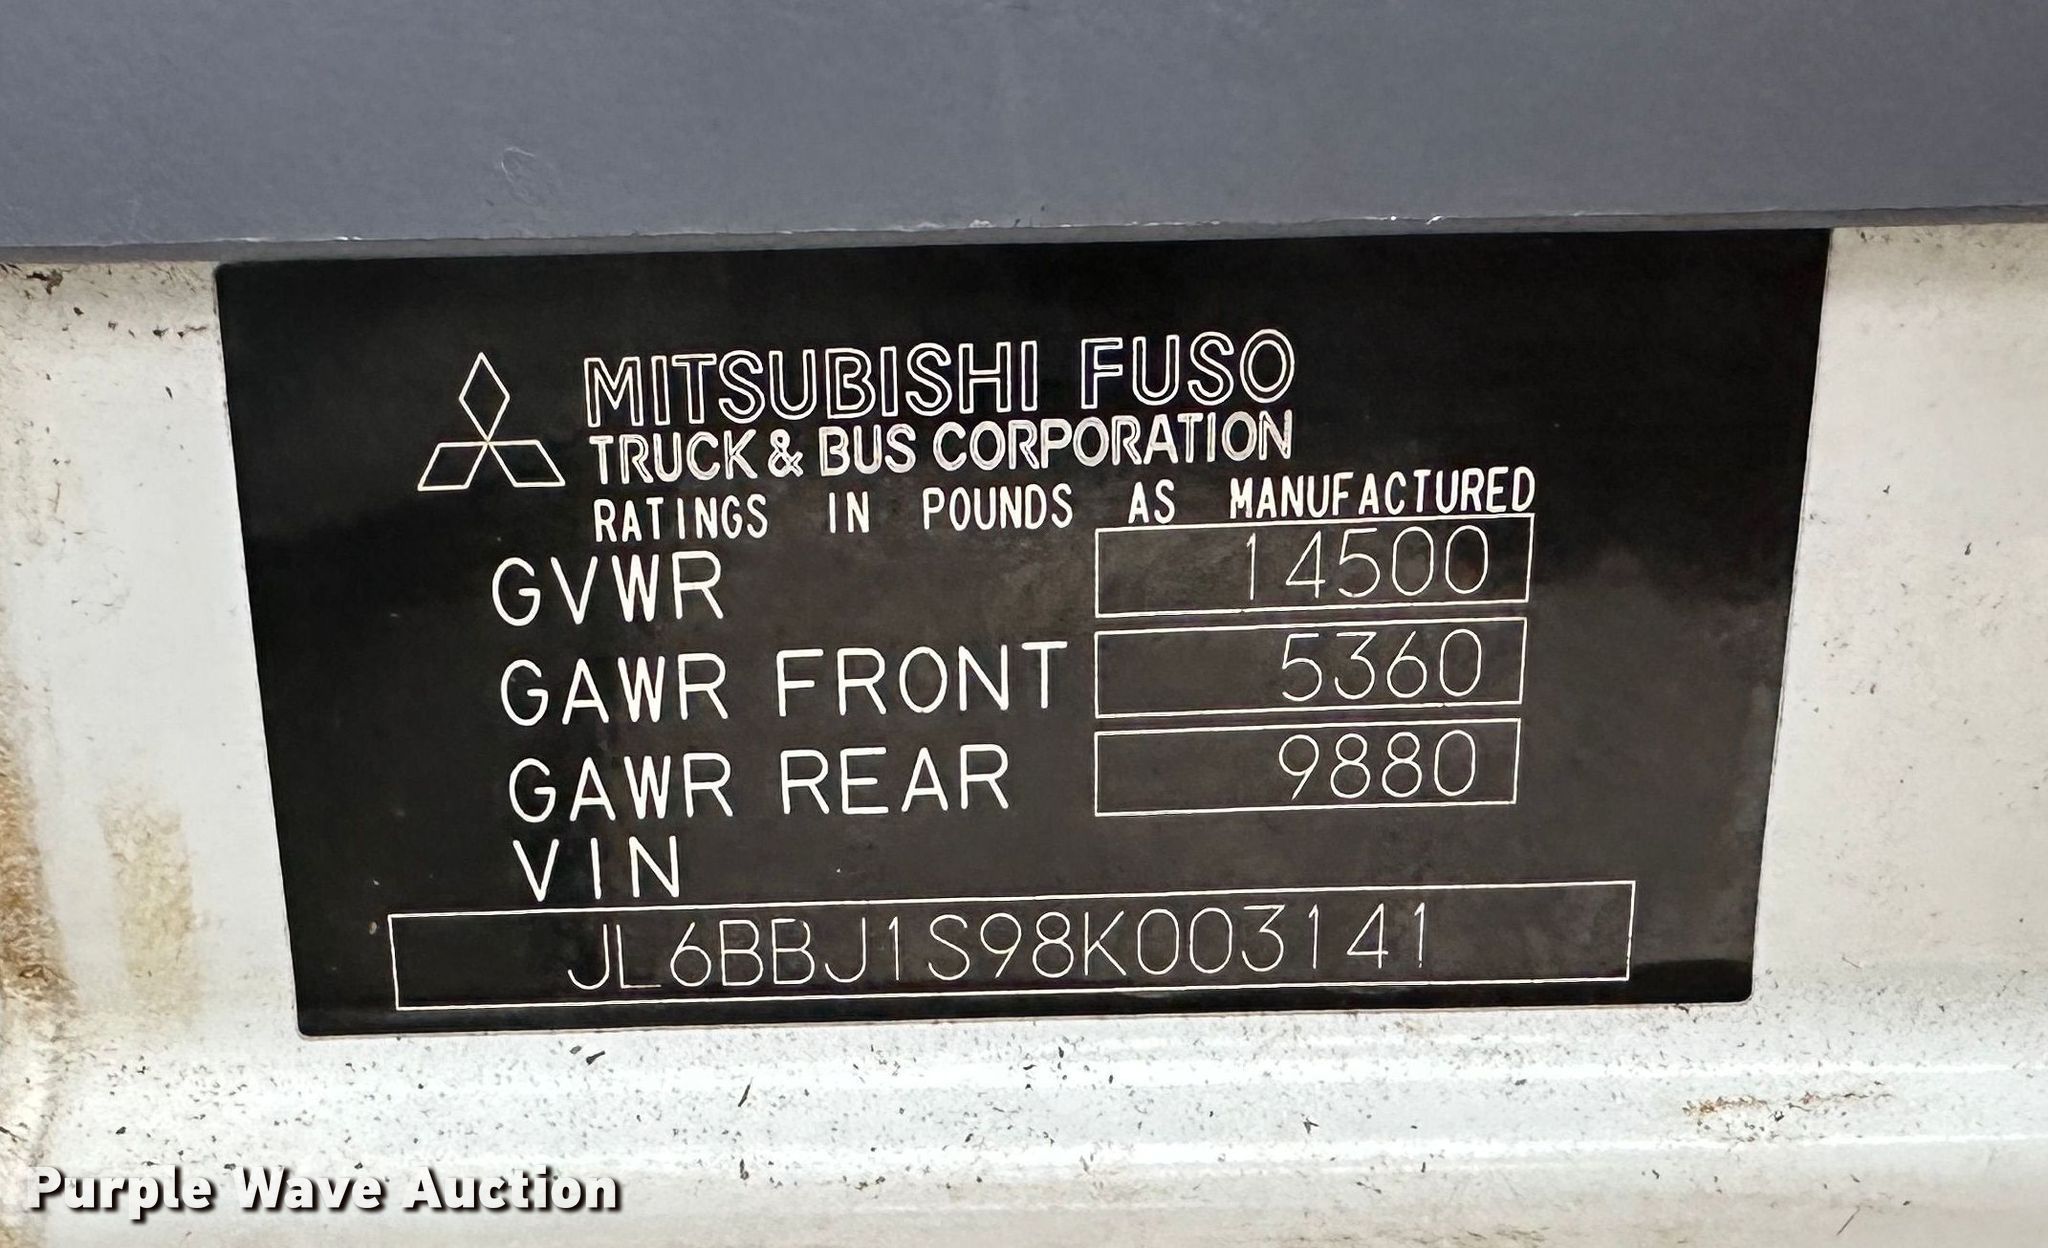 MITSUBISHI FUSO
TRUCK & BUS CORPORATION
RATINGS IN POUNDS AS MANUFACTURED
GVWR 14500
GAWR FRONT 5360
GAWR REAR 9880
VIN
JL6BBJ1S98K003141
Purple Wave Auction